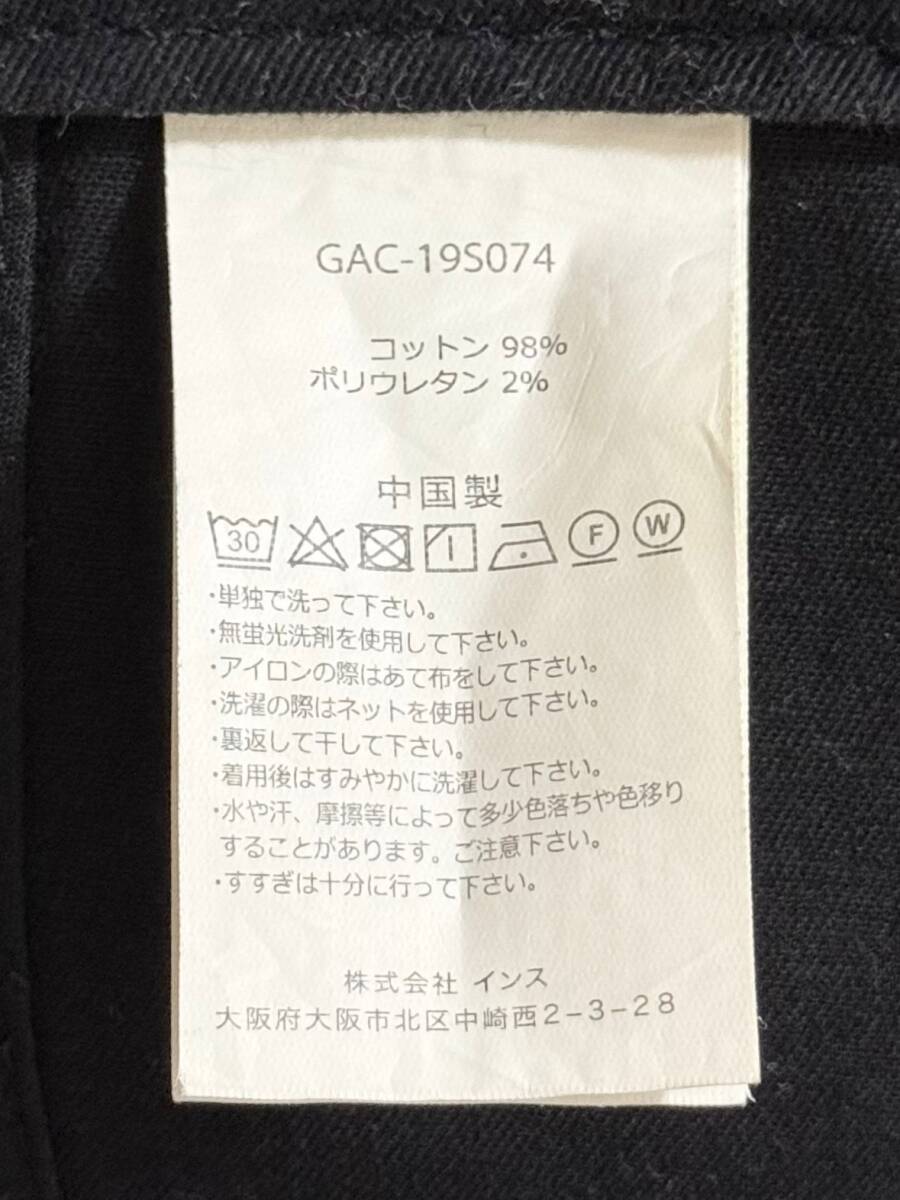 GAC-19S074
コットン 98%
ポリウレタン 2%
中国製
30 F W
・単独で洗って下さい。
・無蛍光洗剤を使用して下さい。
・アイロンの際はあて布をして下さい。
・洗濯の際はネットを使用して下さい。
・裏返して干して下さい。
・着用後はすみやかに洗濯して下さい。
・水や汗、摩擦等によって多少色落ちや色移り
することがあります。ご注意下さい。
・すすぎは十分に行って下さい。
株式会社 インス
大阪府大阪市北区中崎西2-3-28